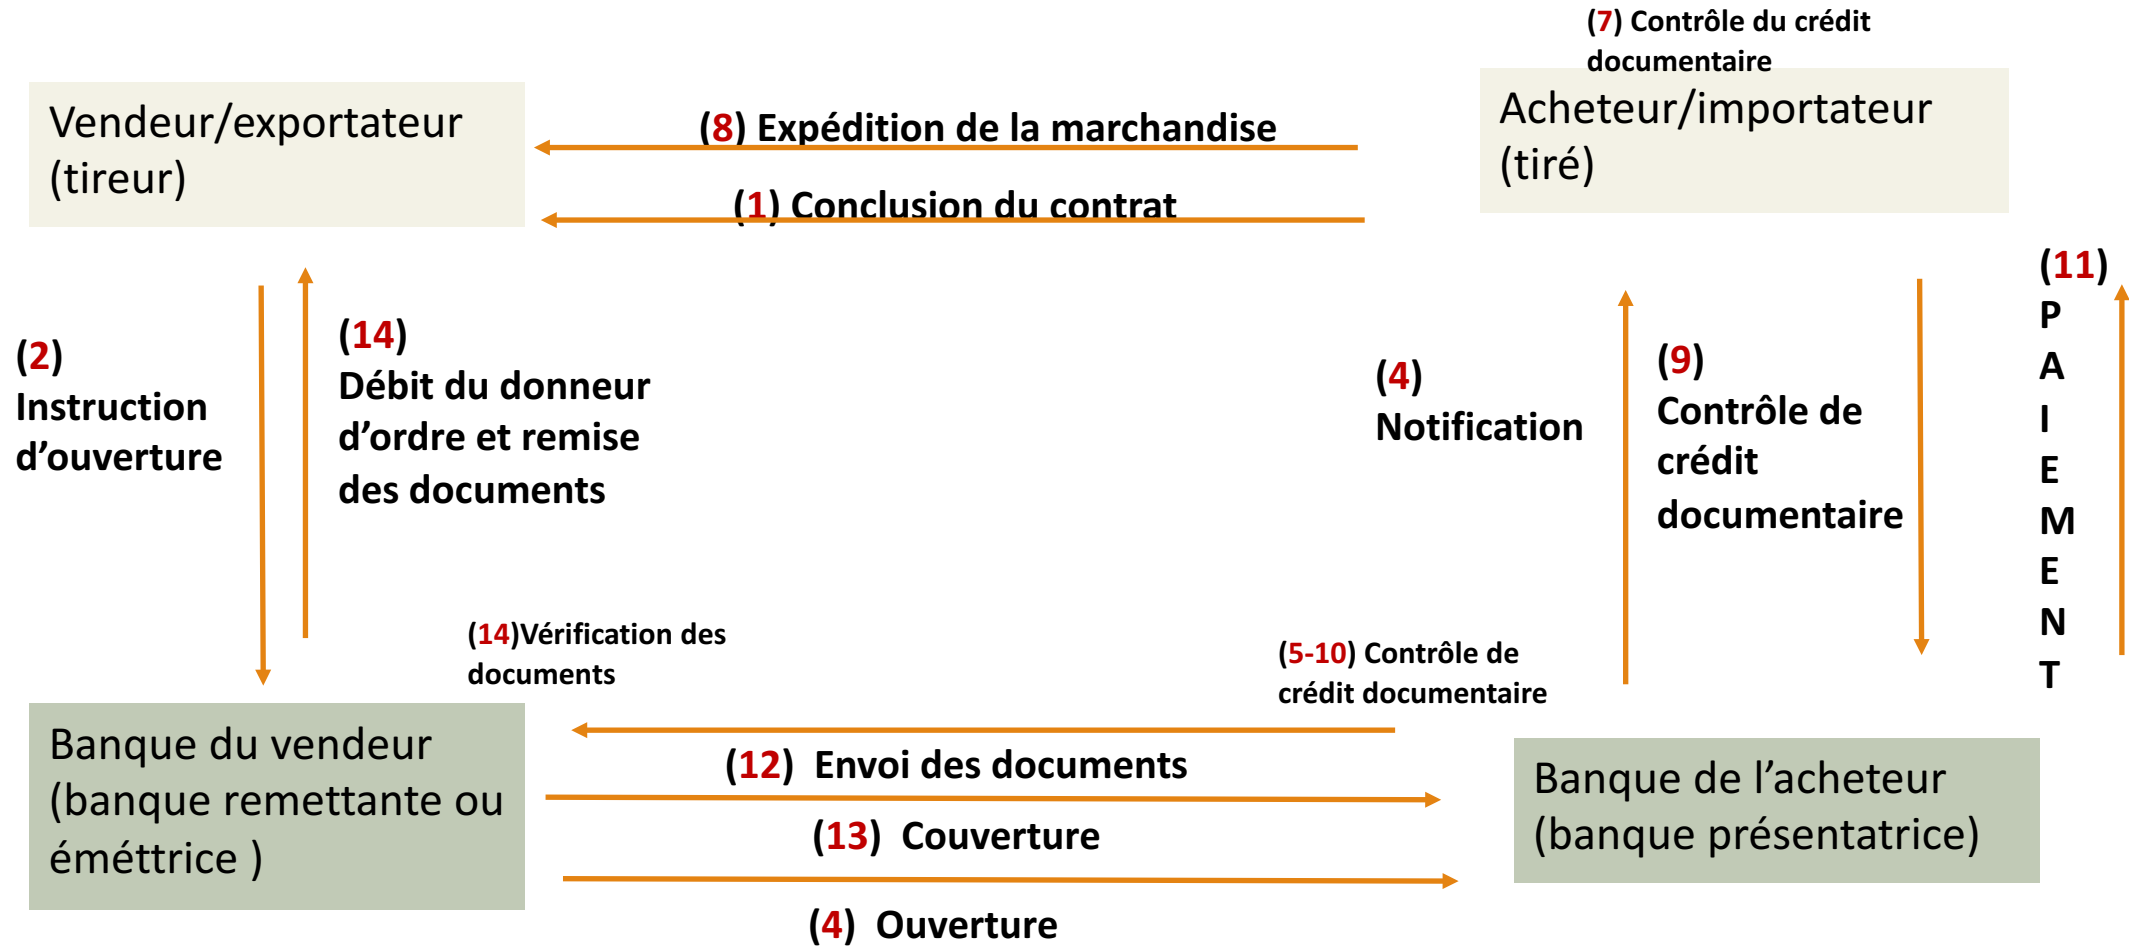 (7) Contrôle du crédit
documentaire
Vendeur/exportateur
(tireur)
(8) Expédition de la marchandise
(1) Conclusion du contrat
Acheteur/importateur
(tiré)
(2)
Instruction
d’ouverture
(14)
Débit du donneur
d’ordre et remise
des documents
(4)
Notification
(9)
Contrôle de
crédit
documentaire
(11)
P
A
I
E
M
E
N
T
(14)Vérification des
documents
(5-10) Contrôle de
crédit documentaire
Banque du vendeur
(banque remettante ou
éméttrice )
(12) Envoi des documents
(13) Couverture
(4) Ouverture
Banque de l’acheteur
(banque présentatrice)